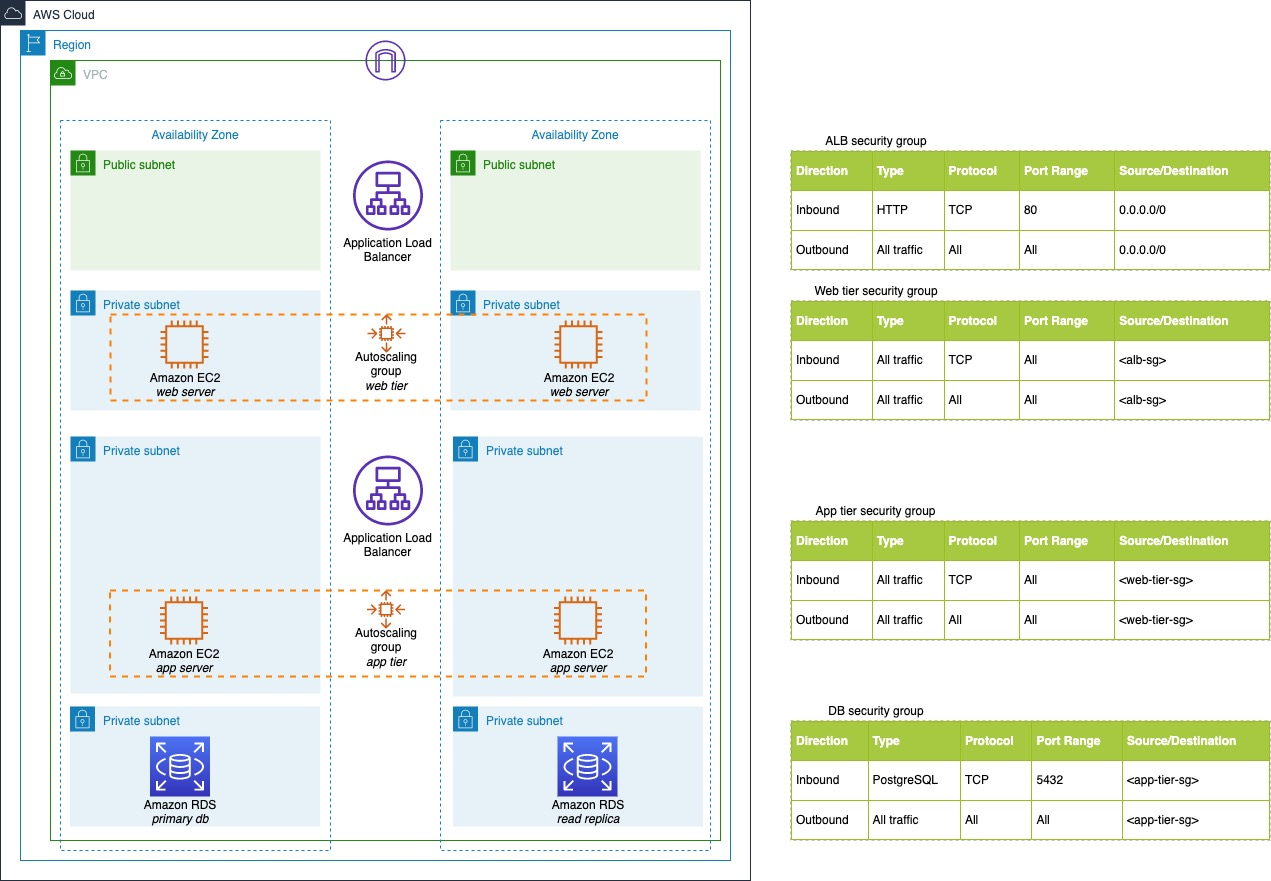 AWS Cloud
Region
VPC
Availability Zone
Availability Zone
Public subnet
Public subnet
Application Load
Balancer
Private subnet
Private subnet
Autoscaling
group
web tier
Amazon EC2
web server
Amazon EC2
web server
Private subnet
Private subnet
Application Load
Balancer
Autoscaling
group
app tier
Amazon EC2
app server
Amazon EC2
app server
Private subnet
Private subnet
Amazon RDS
primary db
Amazon RDS
read replica
ALB security group
Direction Type Protocol Port Range Source/Destination
Inbound HTTP TCP 80 0.0.0.0/0
Outbound All traffic All All 0.0.0.0/0
Web tier security group
Direction Type Protocol Port Range Source/Destination
Inbound All traffic TCP All <alb-sg>
Outbound All traffic All All <alb-sg>
App tier security group
Direction Type Protocol Port Range Source/Destination
Inbound All traffic TCP All <web-tier-sg>
Outbound All traffic All All <web-tier-sg>
DB security group
Direction Type Protocol Port Range Source/Destination
Inbound PostgreSQL TCP 5432 <app-tier-sg>
Outbound All traffic All All <app-tier-sg>